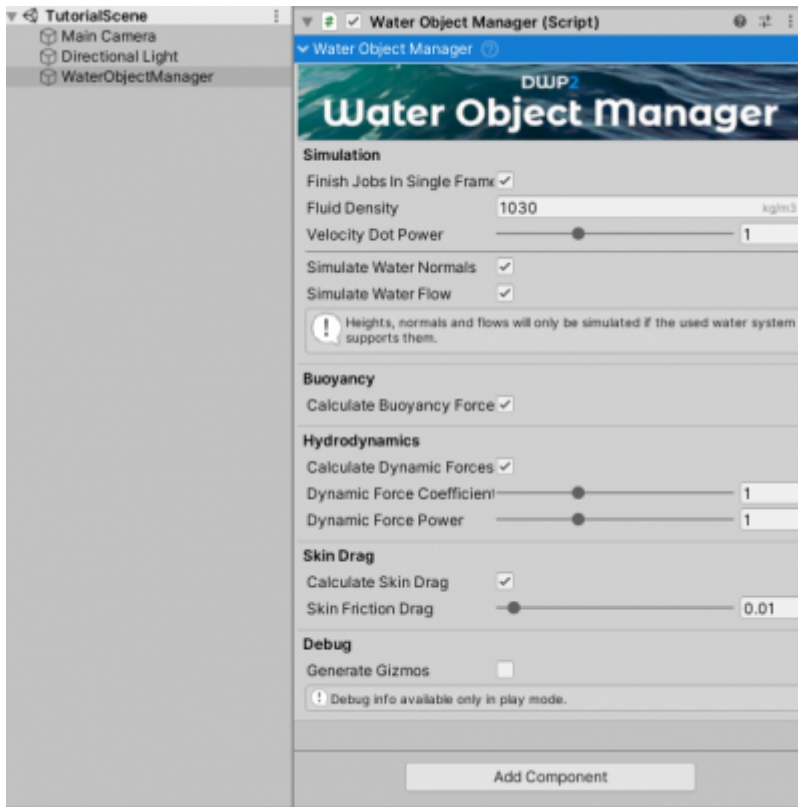 TutorialScene
Main Camera
Directional Light
WaterObjectManager
Water Object Manager (Script)
Water Object Manager
DWP2
Water Object Manager
Simulation
Finish Jobs In Single Frame
Fluid Density 1030 kg/m3
Velocity Dot Power 1
Simulate Water Normals
Simulate Water Flow
Heights, normals and flows will only be simulated if the used water system
supports them.
Buoyancy
Calculate Buoyancy Force
Hydrodynamics
Calculate Dynamic Forces
Dynamic Force Coefficient 1
Dynamic Force Power 1
Skin Drag
Calculate Skin Drag
Skin Friction Drag 0.01
Debug
Generate Gizmos
Debug info available only in play mode.
Add Component